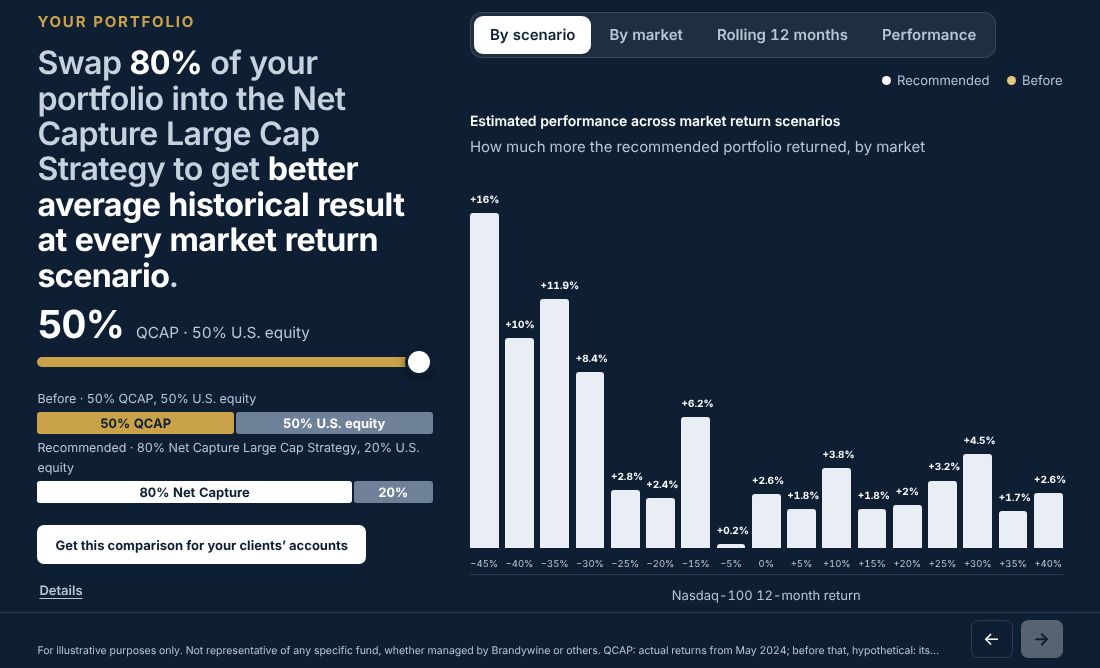 YOUR PORTFOLIO
Swap 80% of your
portfolio into the Net
Capture Large Cap
Strategy to get better
average historical result
at every market return
scenario.
50% QCAP · 50% U.S. equity
Before · 50% QCAP, 50% U.S. equity
50% QCAP 50% U.S. equity
Recommended · 80% Net Capture Large Cap Strategy, 20% U.S.
equity
80% Net Capture 20%
Get this comparison for your clients’ accounts
Details
By scenario By market Rolling 12 months Performance
Recommended Before
Estimated performance across market return scenarios
How much more the recommended portfolio returned, by market
+16% +10% +11.9% +8.4% +2.8% +2.4% +6.2% +0.2% +2.6% +1.8% +3.8% +1.8% +2% +3.2% +4.5% +1.7% +2.6%
−45% −40% −35% −30% −25% −20% −15% −5% 0% +5% +10% +15% +20% +25% +30% +35% +40%
Nasdaq-100 12-month return
For illustrative purposes only. Not representative of any specific fund, whether managed by Brandywine or others. QCAP: actual returns from May 2024; before that, hypothetical: its...